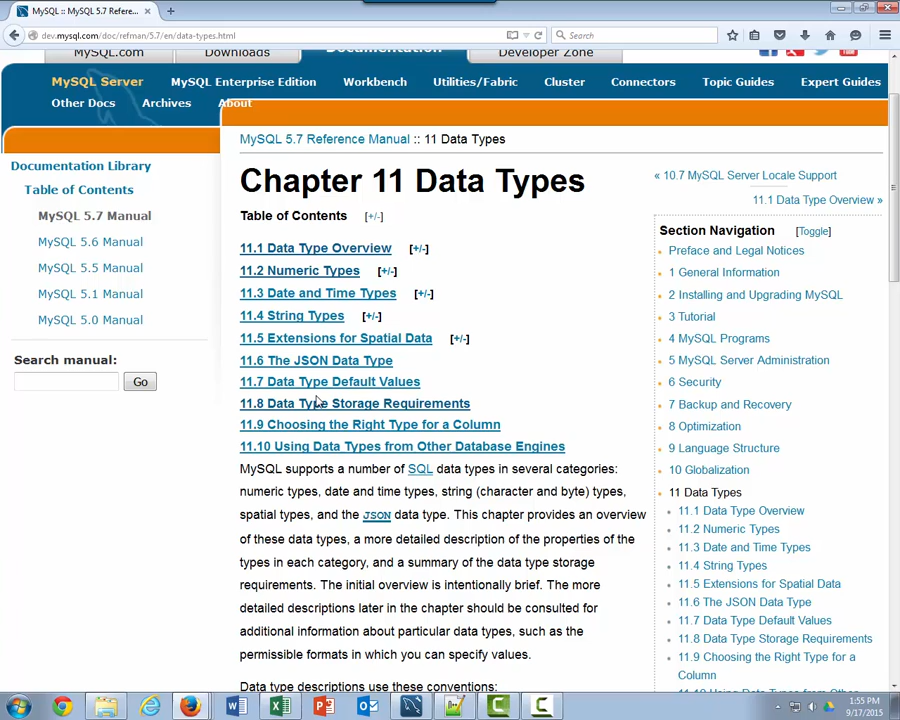 MySQL :: MySQL 5.7 Refere...
dev.mysql.com/doc/refman/5.7/en/data-types.html
Search
MySQL.com
Downloads
Documentation
Developer Zone
MySQL Server
MySQL Enterprise Edition
Workbench
Utilities/Fabric
Cluster
Connectors
Topic Guides
Expert Guides
Other Docs
Archives
About
Documentation Library
Table of Contents
MySQL 5.7 Manual
MySQL 5.6 Manual
MySQL 5.5 Manual
MySQL 5.1 Manual
MySQL 5.0 Manual
Search manual:
Go
MySQL 5.7 Reference Manual :: 11 Data Types
Chapter 11 Data Types
Table of Contents [+/-]
11.1 Data Type Overview [+/-]
11.2 Numeric Types [+/-]
11.3 Date and Time Types [+/-]
11.4 String Types [+/-]
11.5 Extensions for Spatial Data [+/-]
11.6 The JSON Data Type
11.7 Data Type Default Values
11.8 Data Type Storage Requirements
11.9 Choosing the Right Type for a Column
11.10 Using Data Types from Other Database Engines
MySQL supports a number of SQL data types in several categories:
numeric types, date and time types, string (character and byte) types,
spatial types, and the JSON data type. This chapter provides an overview
of these data types, a more detailed description of the properties of the
types in each category, and a summary of the data type storage
requirements. The initial overview is intentionally brief. The more
detailed descriptions later in the chapter should be consulted for
additional information about particular data types, such as the
permissible formats in which you can specify values.
Data type descriptions use these conventions:
« 10.7 MySQL Server Locale Support
11.1 Data Type Overview »
Section Navigation [Toggle]
Preface and Legal Notices
1 General Information
2 Installing and Upgrading MySQL
3 Tutorial
4 MySQL Programs
5 MySQL Server Administration
6 Security
7 Backup and Recovery
8 Optimization
9 Language Structure
10 Globalization
11 Data Types
11.1 Data Type Overview
11.2 Numeric Types
11.3 Date and Time Types
11.4 String Types
11.5 Extensions for Spatial Data
11.6 The JSON Data Type
11.7 Data Type Default Values
11.8 Data Type Storage Requirements
11.9 Choosing the Right Type for a
Column
11.10 Using Data Types from Other
1:55 PM
9/17/2015